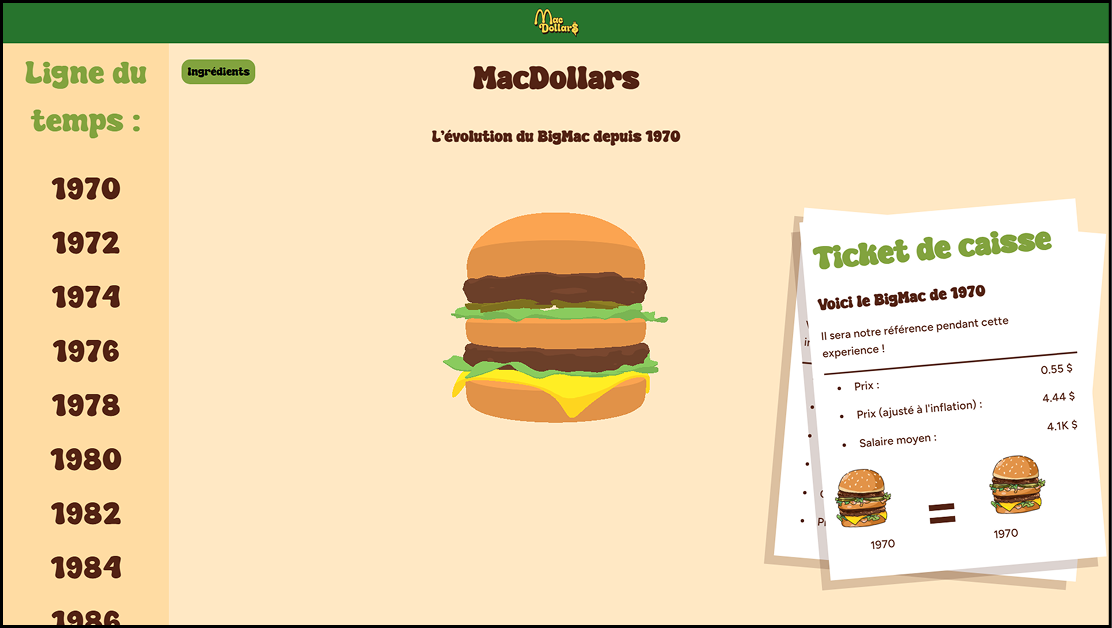 Mac
Dollar$
Ligne du
temps :
1970
1972
1974
1976
1978
1980
1982
1984
1986
Ingrédients
MacDollars
L'évolution du BigMac depuis 1970
Ticket de caisse
Voici le BigMac de 1970
Il sera notre référence pendant cette
experience !
• Prix : 0.55 $
• Prix (ajusté à l'inflation) : 4.44 $
• Salaire moyen : 4.1K $
=
1970 1970